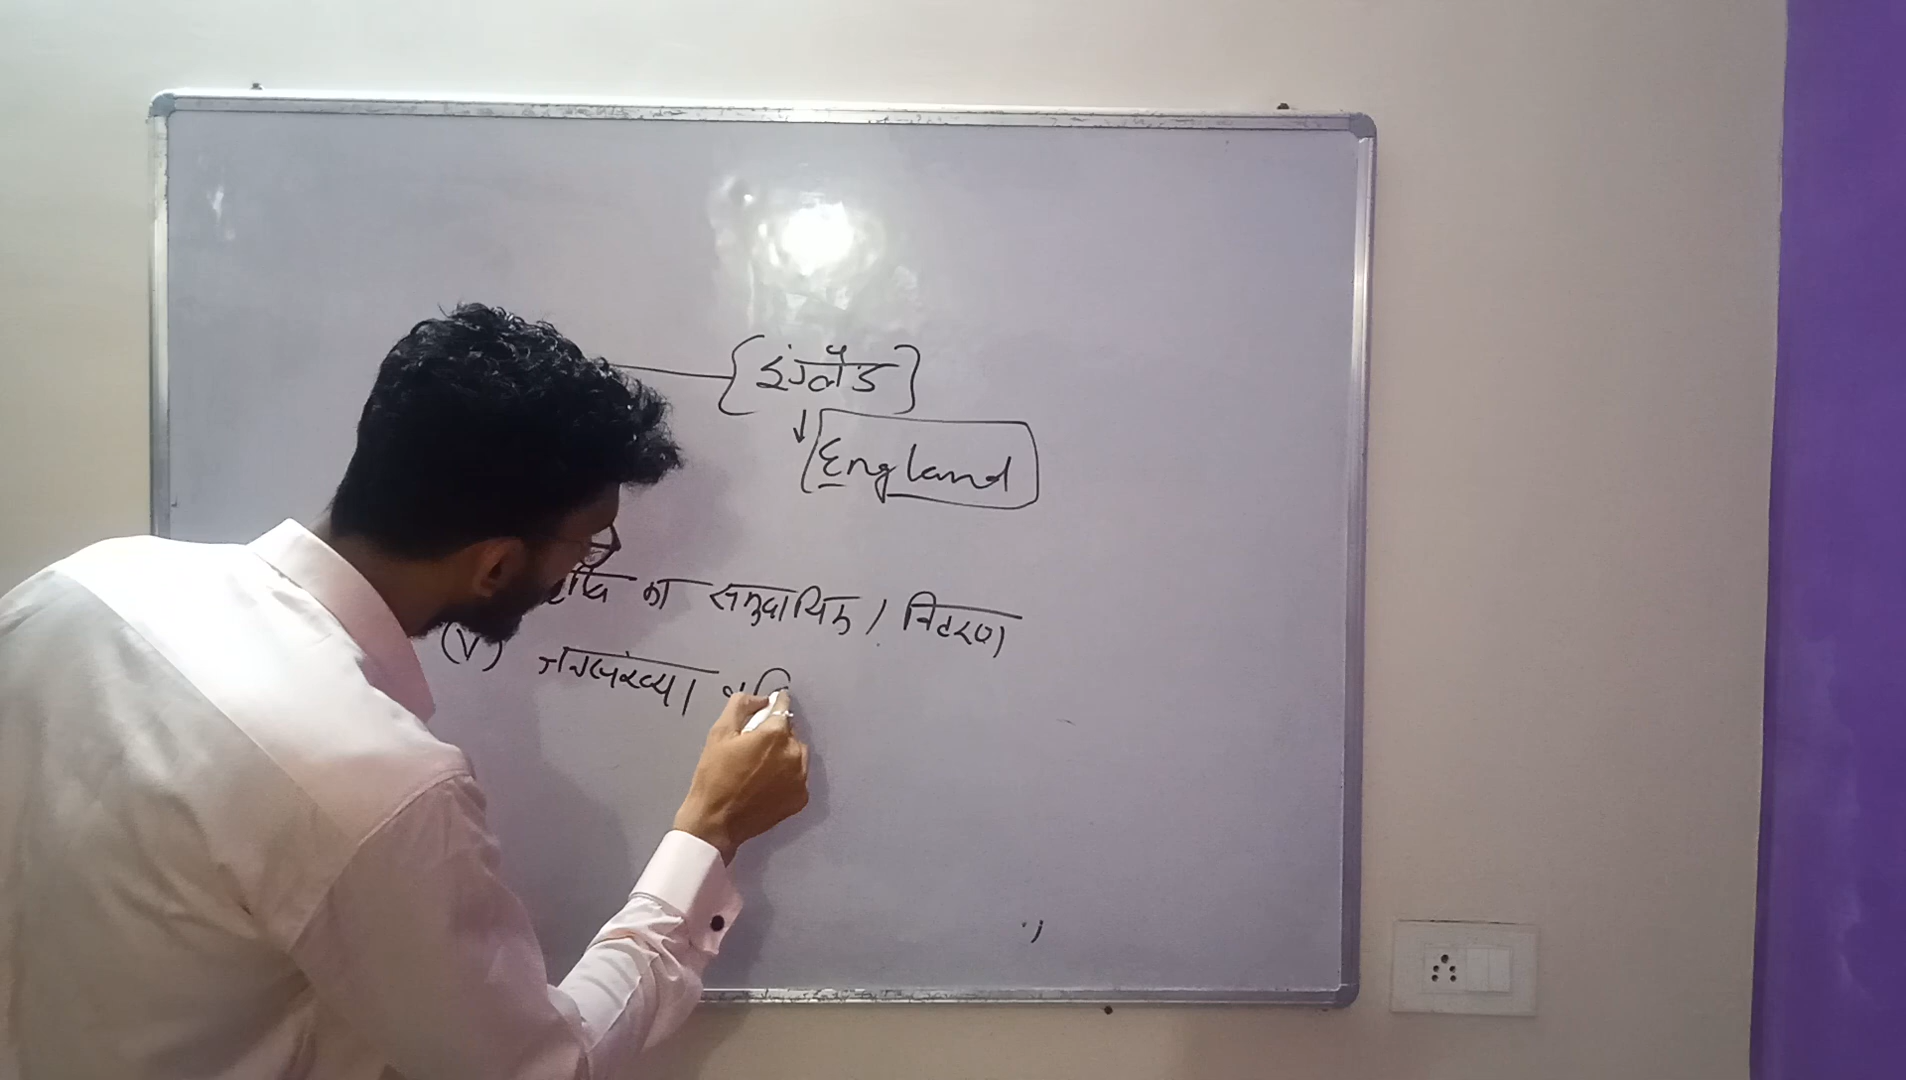 {इंग्लैंड}
England
का समुदायिक / वितरण
(v) जनसंख्या